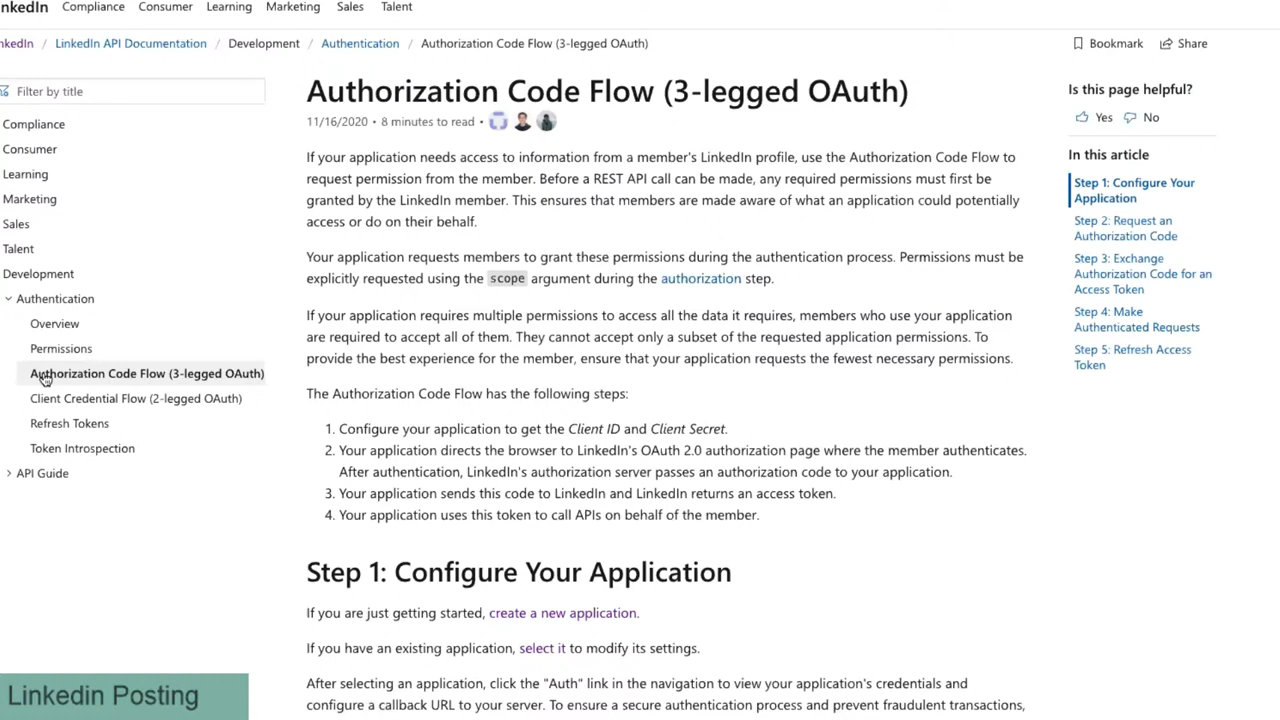 nkedIn Compliance Consumer Learning Marketing Sales Talent
nkedIn / LinkedIn API Documentation / Development / Authentication / Authorization Code Flow (3-legged OAuth)
Bookmark Share
Filter by title
Compliance
Consumer
Learning
Marketing
Sales
Talent
Development
Authentication
Overview
Permissions
Authorization Code Flow (3-legged OAuth)
Client Credential Flow (2-legged OAuth)
Refresh Tokens
Token Introspection
API Guide
Authorization Code Flow (3-legged OAuth)
11/16/2020 • 8 minutes to read •
If your application needs access to information from a member's LinkedIn profile, use the Authorization Code Flow to
request permission from the member. Before a REST API call can be made, any required permissions must first be
granted by the LinkedIn member. This ensures that members are made aware of what an application could potentially
access or do on their behalf.
Your application requests members to grant these permissions during the authentication process. Permissions must be
explicitly requested using the scope argument during the authorization step.
If your application requires multiple permissions to access all the data it requires, members who use your application
are required to accept all of them. They cannot accept only a subset of the requested application permissions. To
provide the best experience for the member, ensure that your application requests the fewest necessary permissions.
The Authorization Code Flow has the following steps:
1. Configure your application to get the Client ID and Client Secret.
2. Your application directs the browser to LinkedIn's OAuth 2.0 authorization page where the member authenticates.
After authentication, LinkedIn's authorization server passes an authorization code to your application.
3. Your application sends this code to LinkedIn and LinkedIn returns an access token.
4. Your application uses this token to call APIs on behalf of the member.
Step 1: Configure Your Application
If you are just getting started, create a new application.
If you have an existing application, select it to modify its settings.
After selecting an application, click the "Auth" link in the navigation to view your application's credentials and
configure a callback URL to your server. To ensure a secure authentication process and prevent fraudulent transactions,
Is this page helpful?
Yes No
In this article
Step 1: Configure Your
Application
Step 2: Request an
Authorization Code
Step 3: Exchange
Authorization Code for an
Access Token
Step 4: Make
Authenticated Requests
Step 5: Refresh Access
Token
Linkedin Posting